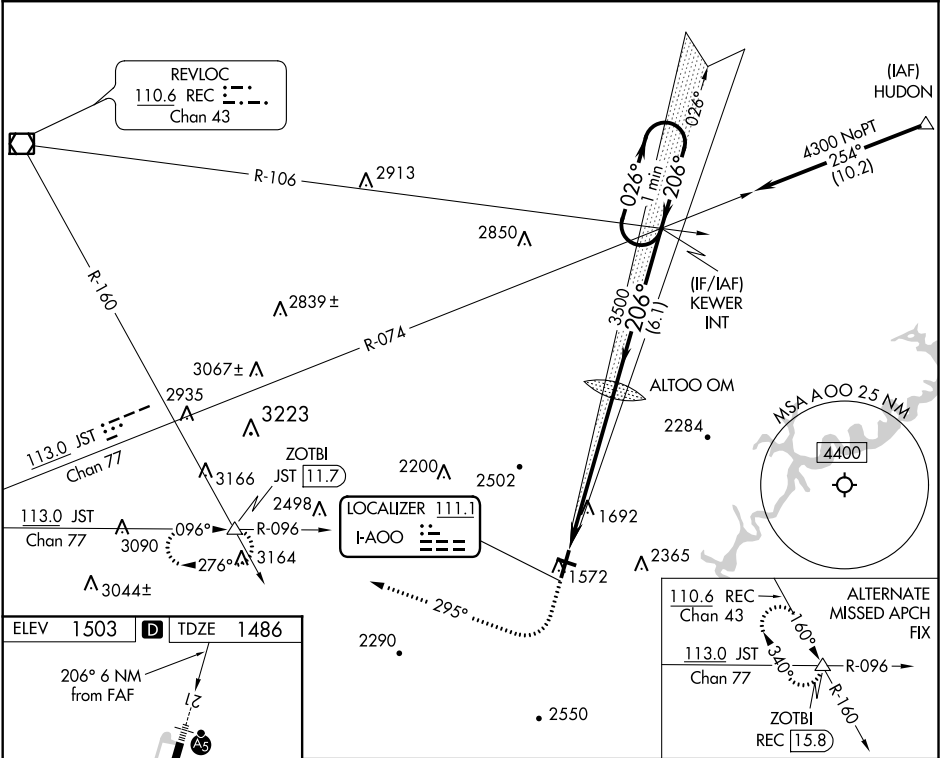 REVLOC
110.6 REC
Chan 43
(IAF)
HUDON
4300 NoPT
254°
(10.2)
026°
026°
1 min
206°
R-106
2913
2850
(IF/IAF)
KEWER
INT
R-160
2839 ±
3500
206°
(6.1)
R-074
3067±
2935
3223
ALTOO OM
2284
MSA AOO 25 NM
4400
113.0 JST
Chan 77
ZOTBI
JST 11.7
3166
2200
2502
2498
LOCALIZER 111.1
I-AOO
1692
113.0 JST
Chan 77
096°
R-096
3090
276°
3164
3044±
1572
2365
295°
2290
2550
ELEV 1503 D TDZE 1486
206° 6 NM
from FAF
21
A5
110.6 REC
Chan 43
ALTERNATE
MISSED APCH
FIX
160°
340°
113.0 JST
Chan 77
R-096
R-160
ZOTBI
REC 15.8